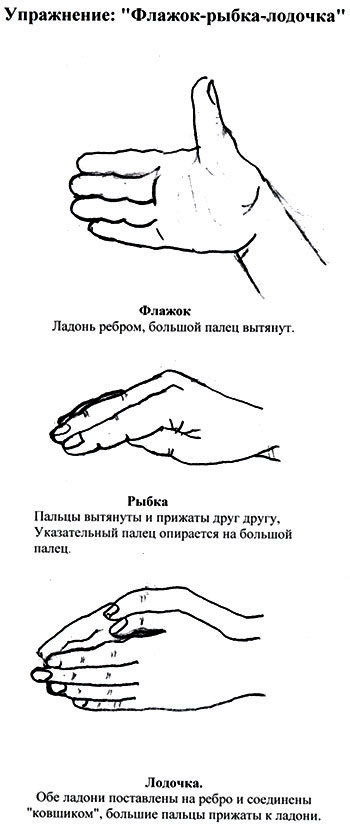 Упражнение: "Флажок-рыбка-лодочка"
Флажок
Ладонь ребром, большой палец вытянут.
Рыбка
Пальцы вытянуты и прижаты друг другу,
Указательный палец опирается на большой
палец.
Лодочка.
Обе ладони поставлены на ребро и соединены
"ковшиком", большие пальцы прижаты к ладони.